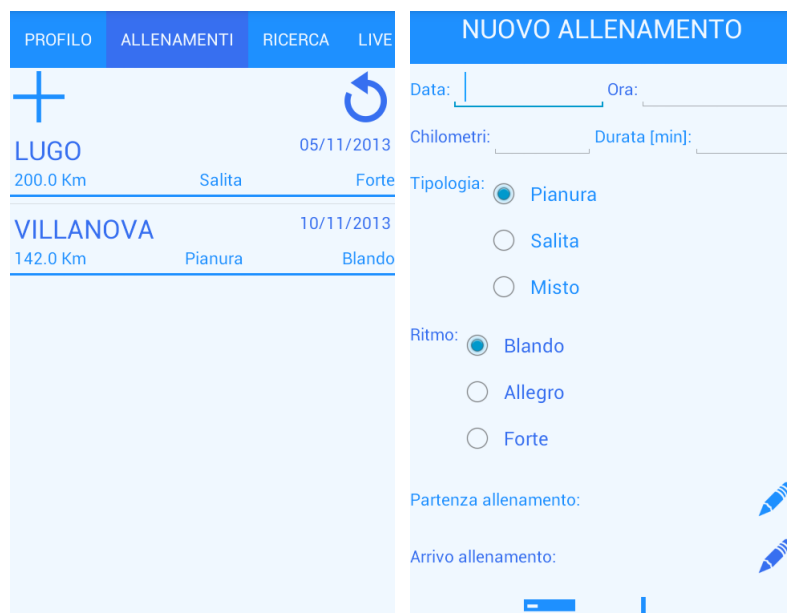 PROFILO ALLENAMENTI RICERCA LIVE
LUGO 05/11/2013
200.0 Km Salita Forte
VILLANOVA 10/11/2013
142.0 Km Pianura Blando
NUOVO ALLENAMENTO
Data: Ora:
Chilometri: Durata [min]:
Tipologia: Pianura
Salita
Misto
Ritmo: Blando
Allegro
Forte
Partenza allenamento:
Arrivo allenamento: